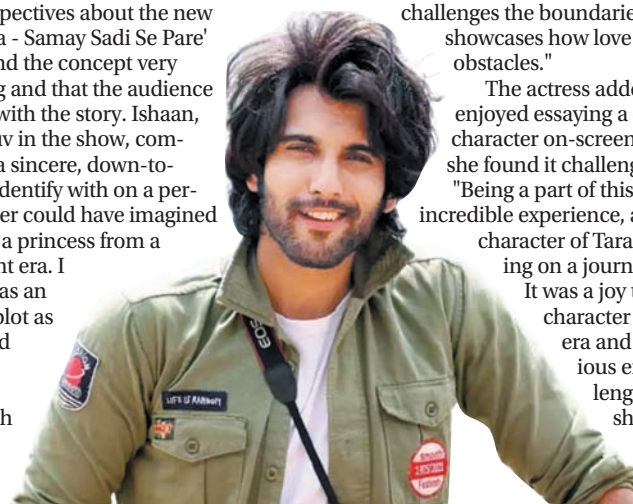 pectives about the new
a - Samay Sadi Se Pare'
nd the concept very
g and that the audience
with the story. Ishaan,
uv in the show, com-
a sincere, down-to-
dentify with on a per-
er could have imagined
a princess from a
nt era. I
as an
plot as
d
h
challenges the boundarie
showcases how love
obstacles."
The actress adde
enjoyed essaying a
character on-screen
she found it challeng
"Being a part of this
incredible experience, a
character of Tara
ing on a journ
It was a joy t
character
era and
ious e
leng
sh
EOS
LIFE IS RANDOM